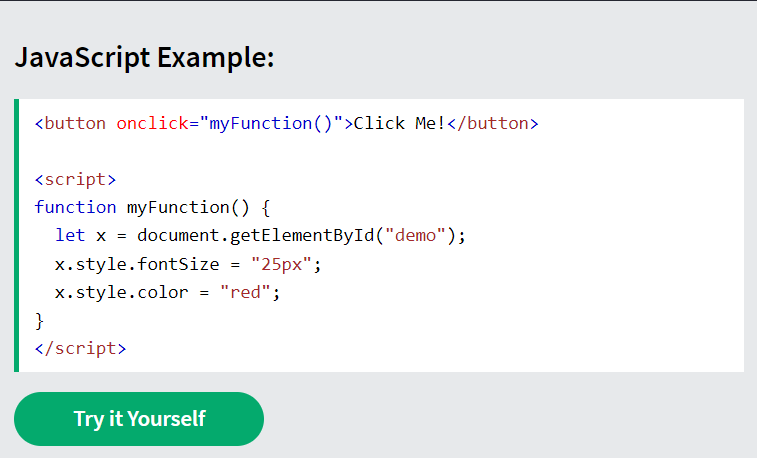 JavaScript Example:
<button onclick="myFunction()">Click Me!</button>
<script>
function myFunction() {
  let x = document.getElementById("demo");
  x.style.fontSize = "25px";
  x.style.color = "red";
}
</script>
Try it Yourself